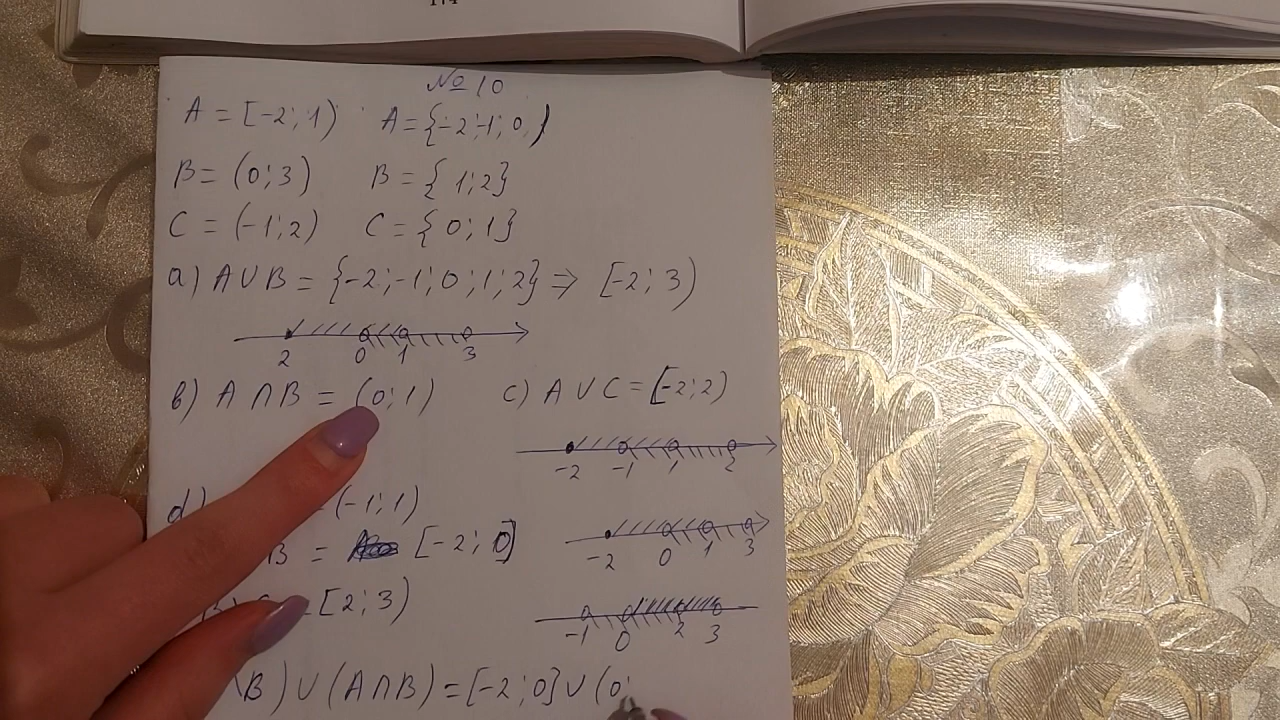 174
№ 10
A = [-2; 1) A = {-2; -1; 0;)
B = (0; 3) B = { 1; 2}
C = (-1; 2) C = { 0; 1}
a) A ∪ B = {-2; -1; 0; 1; 2} ⇒ [-2; 3)
2 0 1 3
b) A ∩ B = (0; 1) c) A ∪ C = [-2; 2)
-2 -1 1 2
d) (-1; 1)
B = [-2; 0]
-2 0 1 3
= [2; 3)
-1 0 2 3
\B) ∪ (A ∩ B) = [-2; 0] ∪ (0;